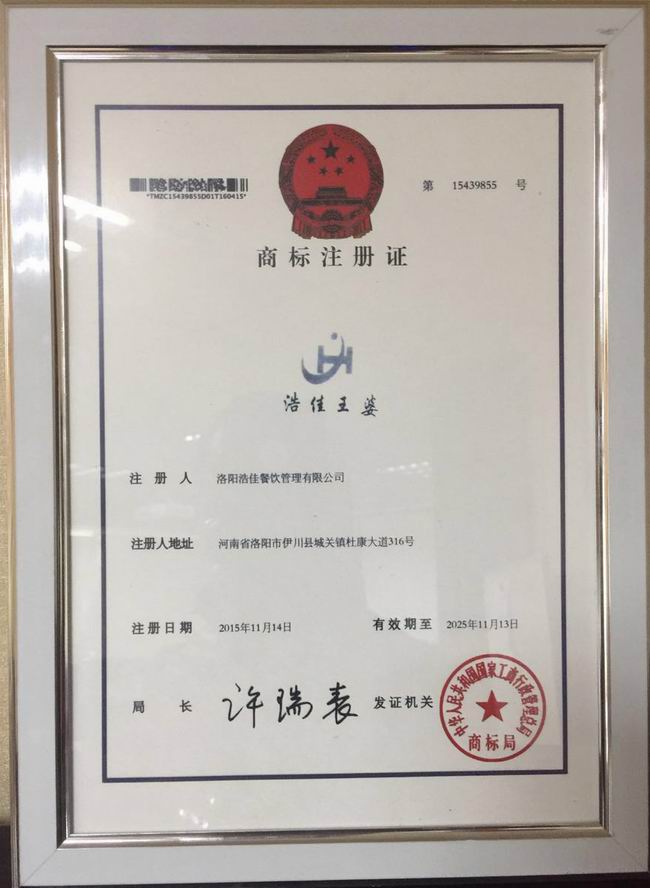 *TMZC15439855D01T160415*
第 15439855 号
商标注册证
浩佳王婆
注册人 洛阳浩佳餐饮管理有限公司
注册人地址 河南省洛阳市伊川县城关镇杜康大道316号
注册日期 2015年11月14日 有效期至 2025年11月13日
局长 许瑞表 发证机关
中华人民共和国国家工商行政管理总局
商标局